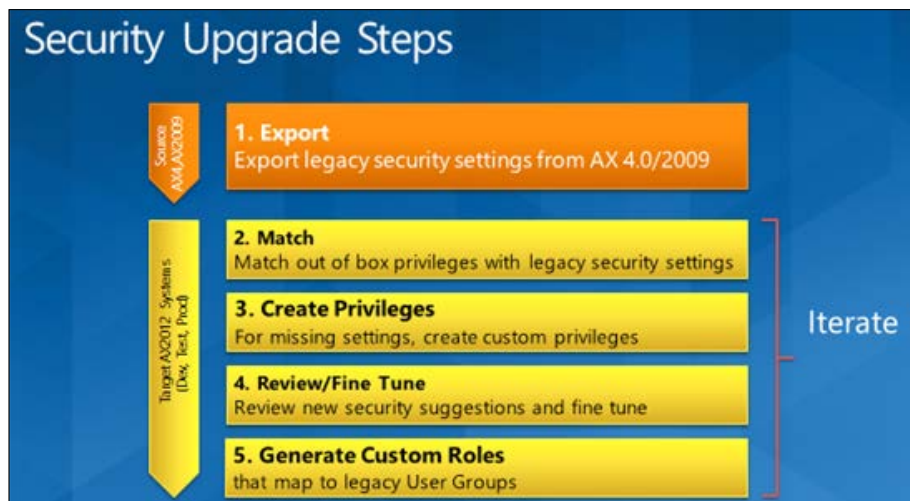 Security Upgrade Steps
Source
AX4,AX2009
1. Export
Export legacy security settings from AX 4.0/2009
Target AX2012 Systems
(Dev, Test, Prod)
2. Match
Match out of box privileges with legacy security settings
3. Create Privileges
For missing settings, create custom privileges
4. Review/Fine Tune
Review new security suggestions and fine tune
5. Generate Custom Roles
that map to legacy User Groups
Iterate